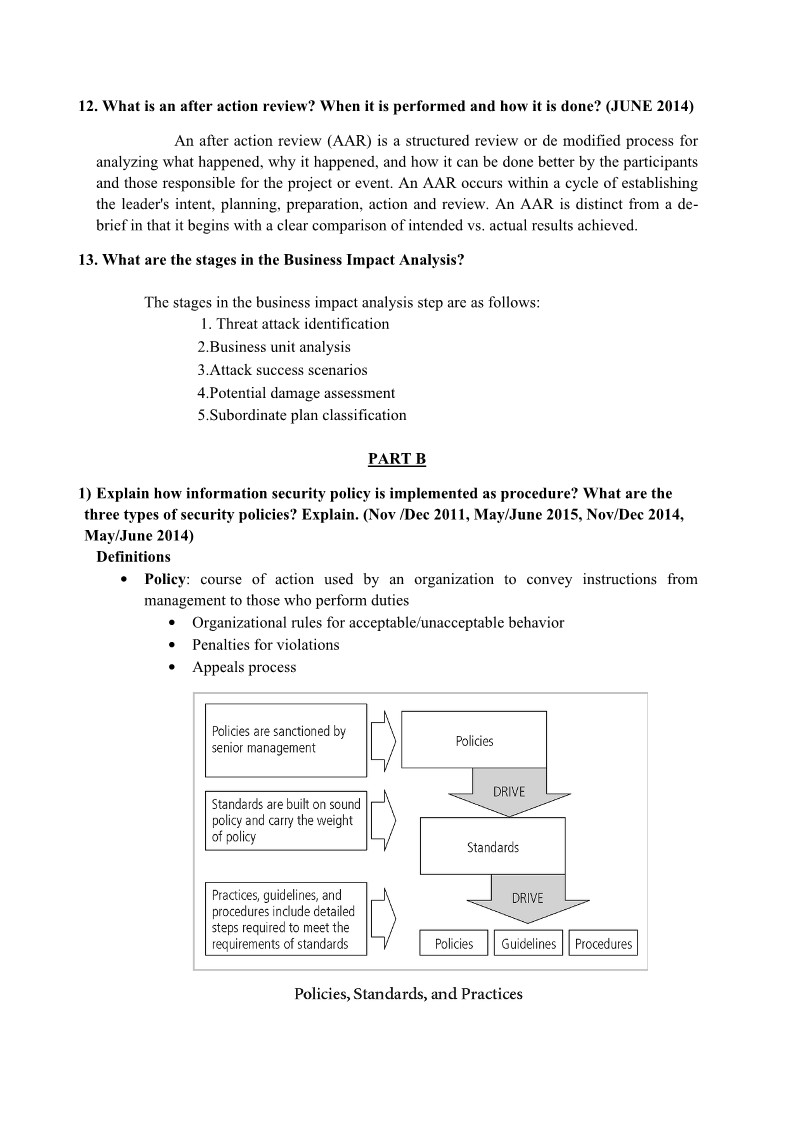 12. What is an after action review? When it is performed and how it is done? (JUNE 2014)
An after action review (AAR) is a structured review or de modified process for
analyzing what happened, why it happened, and how it can be done better by the participants
and those responsible for the project or event. An AAR occurs within a cycle of establishing
the leader's intent, planning, preparation, action and review. An AAR is distinct from a de-
brief in that it begins with a clear comparison of intended vs. actual results achieved.
13. What are the stages in the Business Impact Analysis?
The stages in the business impact analysis step are as follows:
1. Threat attack identification
2.Business unit analysis
3.Attack success scenarios
4.Potential damage assessment
5.Subordinate plan classification
PART B
1) Explain how information security policy is implemented as procedure? What are the
three types of security policies? Explain. (Nov /Dec 2011, May/June 2015, Nov/Dec 2014,
May/June 2014)
Definitions
• Policy: course of action used by an organization to convey instructions from
management to those who perform duties
• Organizational rules for acceptable/unacceptable behavior
• Penalties for violations
• Appeals process
Policies are sanctioned by
senior management
Policies
DRIVE
Standards are built on sound
policy and carry the weight
of policy
Standards
DRIVE
Practices, guidelines, and
procedures include detailed
steps required to meet the
requirements of standards
Policies
Guidelines
Procedures
Policies, Standards, and Practices